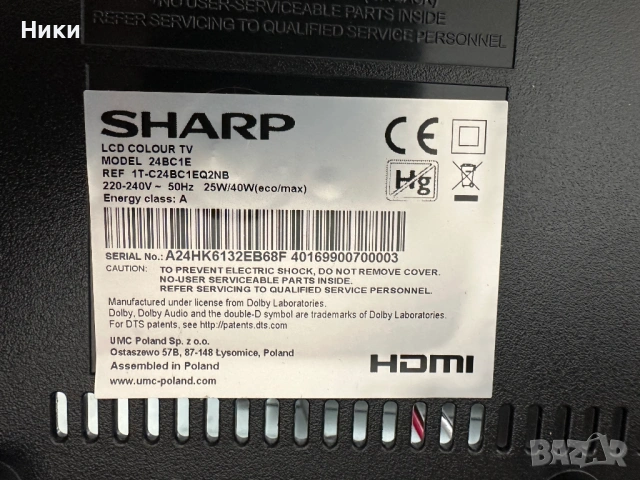 Ники
NO-USER-SERVICEABLE PARTS INSIDE
REFER SERVICING TO QUALIFIED SERVICE PERSONNEL
SHARP
LCD COLOUR TV
MODEL 24BC1E
REF 1T-C24BC1EQ2NB
220-240V ~ 50Hz 25W/40W(eco/max)
Energy class: A
CE
Hg
SERIAL No.: A24HK6132EB68F 40169900700003
CAUTION: TO PREVENT ELECTRIC SHOCK, DO NOT REMOVE COVER.
NO-USER SERVICEABLE PARTS INSIDE.
REFER SERVICING TO QUALIFIED SERVICE PERSONNEL.
Manufactured under license from Dolby Laboratories.
Dolby, Dolby Audio and the double-D symbol are trademarks of Dolby Laboratories.
For DTS patents, see http://patents.dts.com.
UMC Poland Sp. z o.o.
Ostaszewo 57B, 87-148 Łysomice, Poland
Assembled in Poland
www.umc-poland.com
HDMI
BAZAR
bg